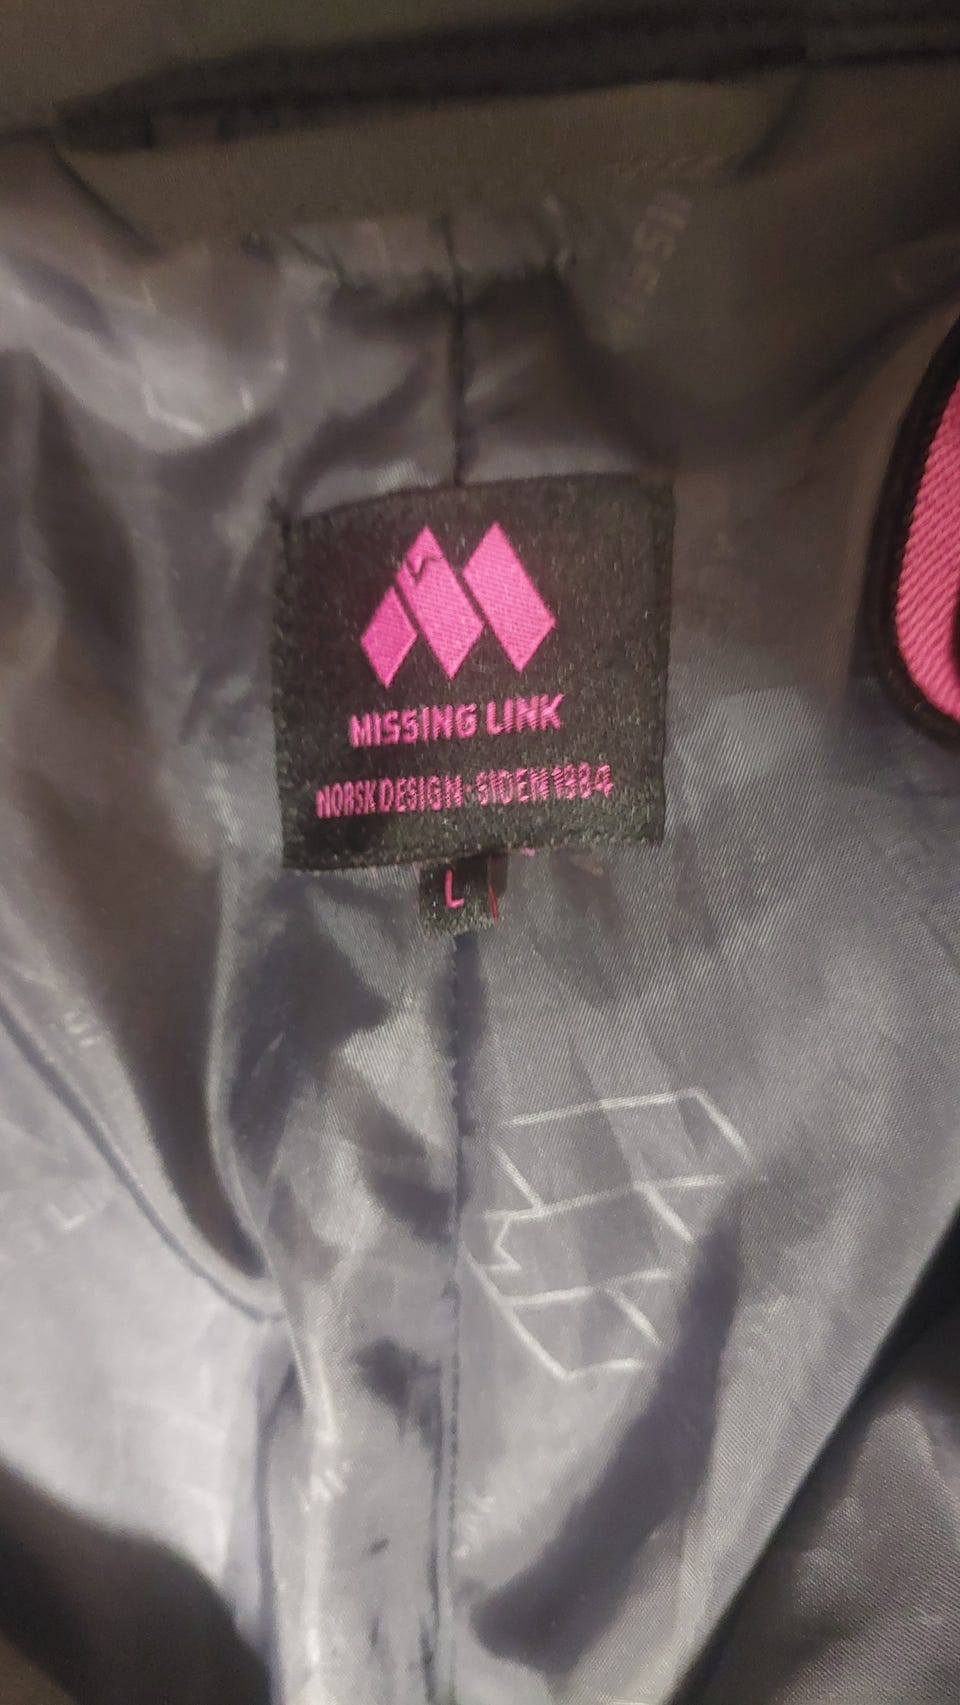 MISSING LINK
NORSK DESIGN · SIDEN 1984
L